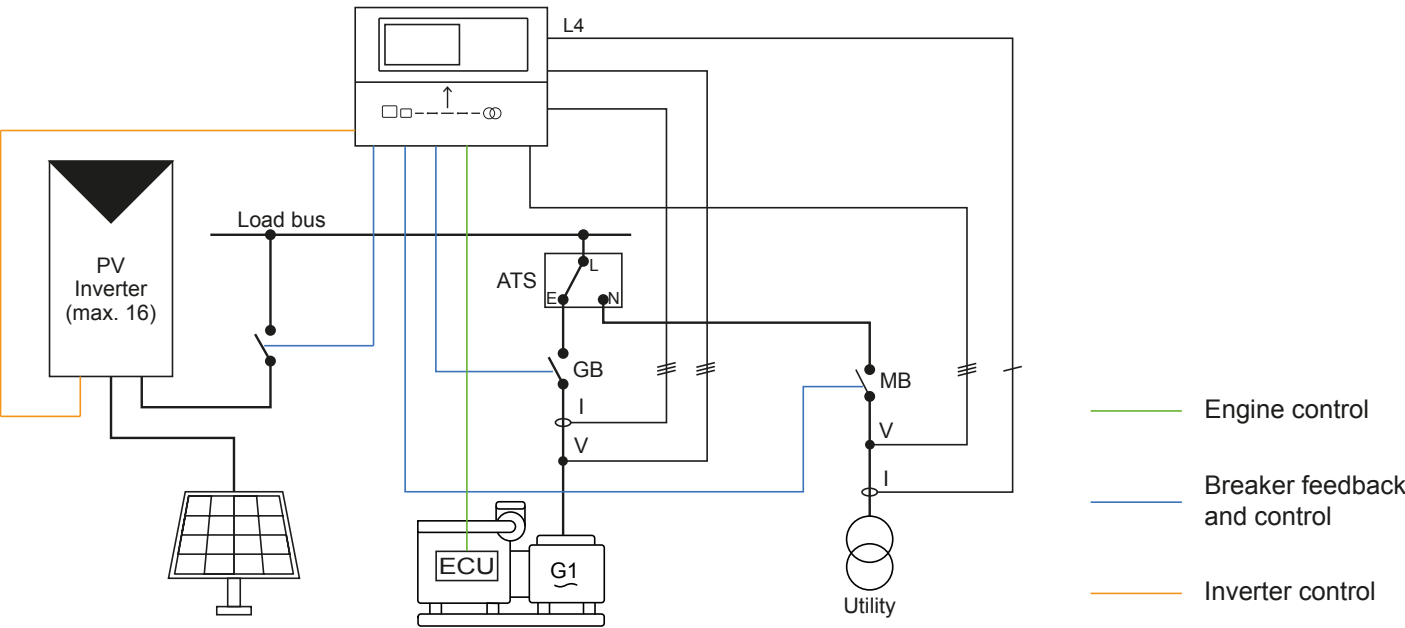 L4
Load bus
PV
Inverter
(max. 16)
ATS
L
E
N
GB
MB
I
V
V
I
ECU
G1
Utility
Engine control
Breaker feedback
and control
Inverter control